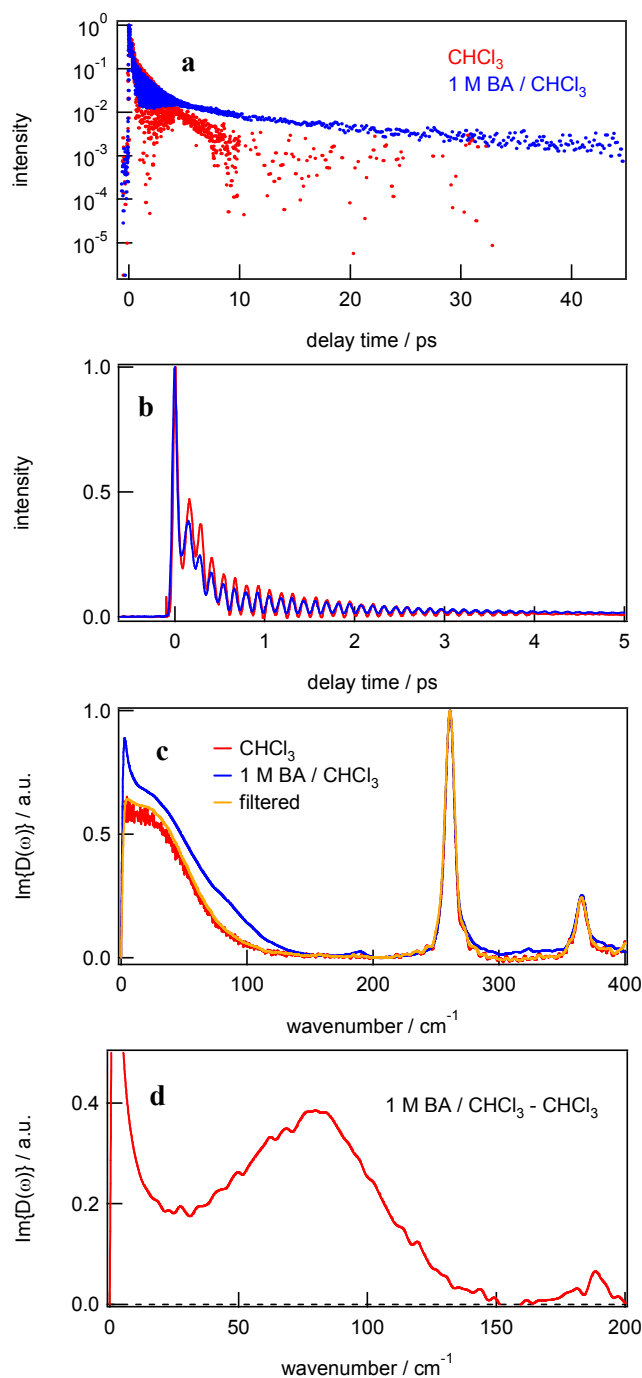 10⁰
10⁻¹
10⁻²
10⁻³
10⁻⁴
10⁻⁵
intensity
a
CHCl₃
1 M BA / CHCl₃
0
10
20
30
40
delay time / ps
1.0
0.5
0.0
intensity
b
0
1
2
3
4
5
delay time / ps
1.0
0.5
0.0
Im{D(ω)} / a.u.
c
CHCl₃
1 M BA / CHCl₃
filtered
0
100
200
300
400
wavenumber / cm⁻¹
0.4
0.2
0.0
Im{D(ω)} / a.u.
d
1 M BA / CHCl₃ - CHCl₃
0
50
100
150
200
wavenumber / cm⁻¹